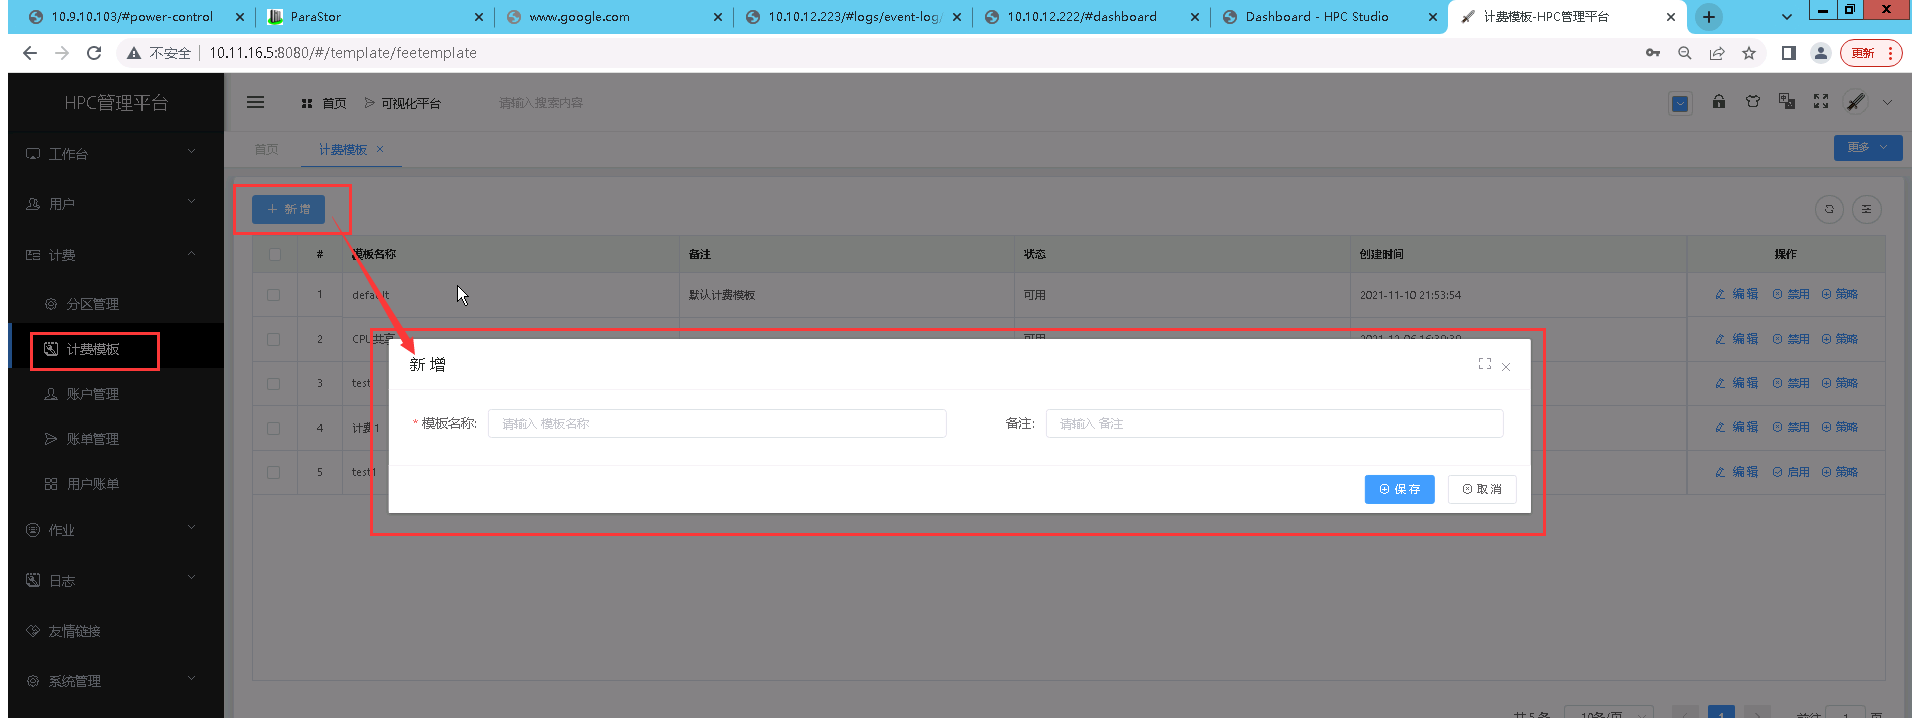 10.9.10.103/#power-control
ParaStor
www.google.com
10.10.12.223/#logs/event-log/
10.10.12.222/#dashboard
Dashboard - HPC Studio
计费模板-HPC管理平台
不安全
10.11.16.5:8080/#/template/feetemplate
更新
HPC管理平台
首页
可视化平台
请输入搜索内容
工作台
用户
计费
分区管理
计费模板
账户管理
账单管理
用户账单
作业
日志
友情链接
系统管理
首页
计费模板
更多
新增
# 模板名称 备注 状态 创建时间 操作
1 default 默认计费模板 可用 2021-11-10 21:53:54 编辑 禁用 策略
2 CPU共享 可用 2021-12-06 16:39:39 编辑 禁用 策略
3 test 编辑 禁用 策略
4 计费1 编辑 禁用 策略
5 test1 编辑 启用 策略
新增
* 模板名称: 请输入 模板名称 备注: 请输入 备注
保存 取消
共 5 条 10条/页 1 前往 1 页